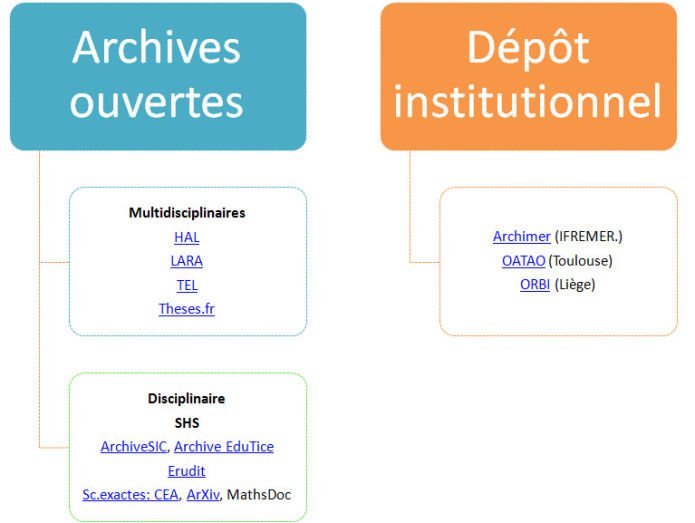 Archives
ouvertes
Multidisciplinaires
HAL
LARA
TEL
Theses.fr
Disciplinaire
SHS
ArchiveSIC, Archive EduTice
Erudit
Sc.exactes: CEA, ArXiv, MathsDoc
Dépôt
institutionnel
Archimer (IFREMER.)
OATAO (Toulouse)
ORBI (Liège)